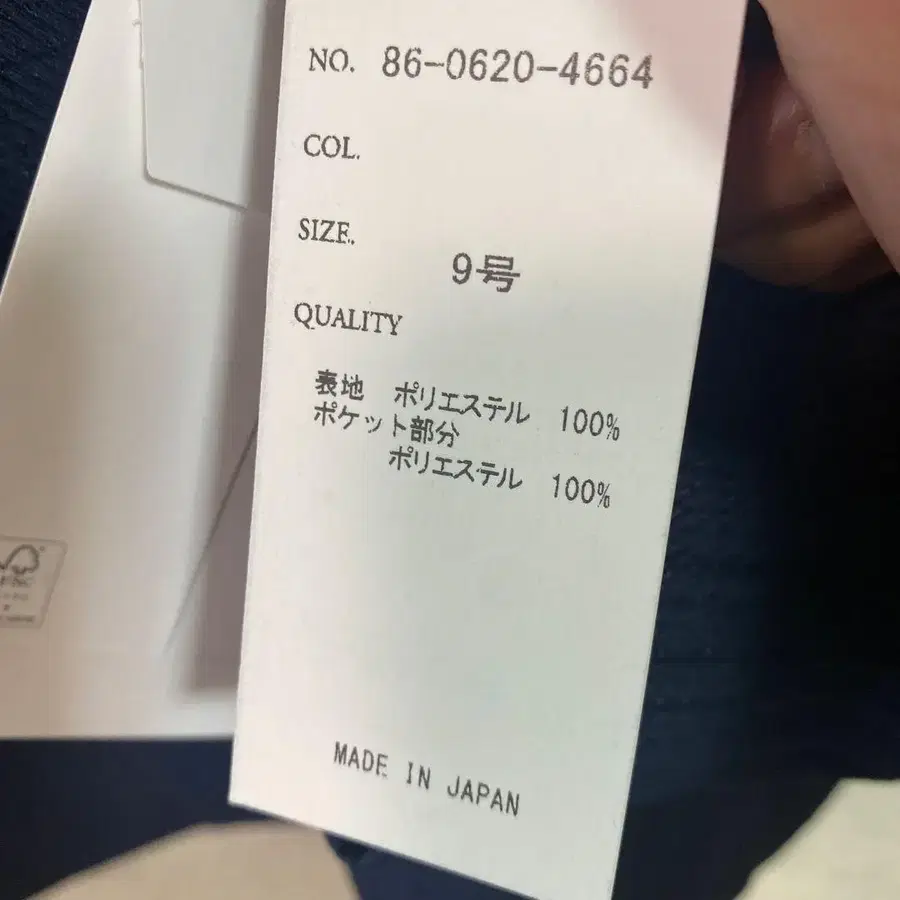 NO. 86-0620-4664
COL.
SIZE.
9号
QUALITY
表地 ポリエステル 100%
ポケット部分
ポリエステル 100%
MADE IN JAPAN